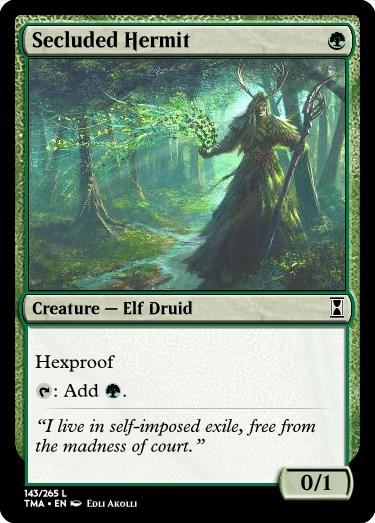 Secluded Hermit
Creature — Elf Druid
Hexproof
: Add .
“I live in self-imposed exile, free from
the madness of court.”
0/1
143/265 L
TMA • EN Edli Akolli